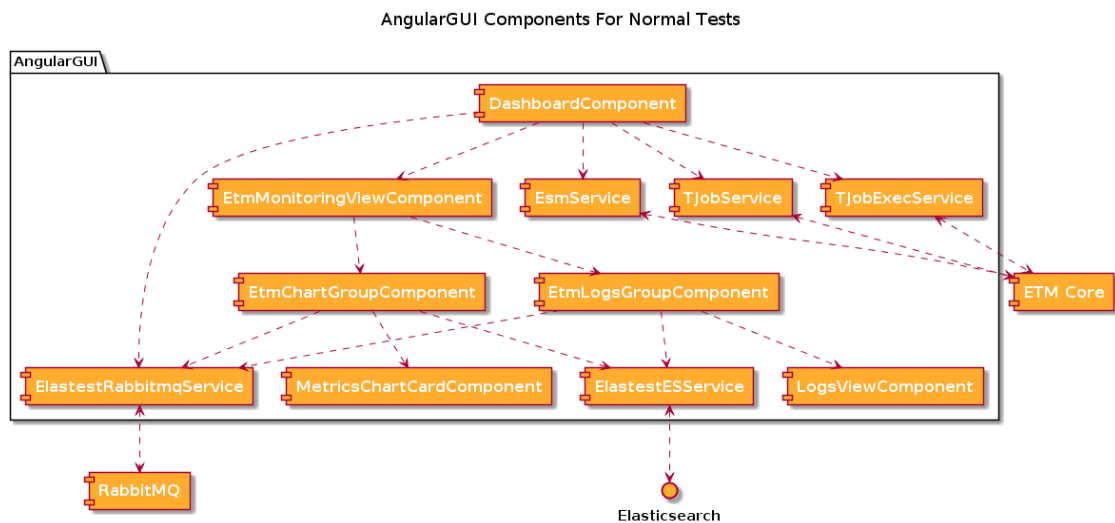 AngularGUI Components For Normal Tests
AngularGUI
DashboardComponent
EtmMonitoringViewComponent
EsmService
TJobService
TJobExecService
EtmChartGroupComponent
EtmLogsGroupComponent
ETM Core
ElastestRabbitmqService
MetricsChartCardComponent
ElastestESService
LogsViewComponent
RabbitMQ
Elasticsearch